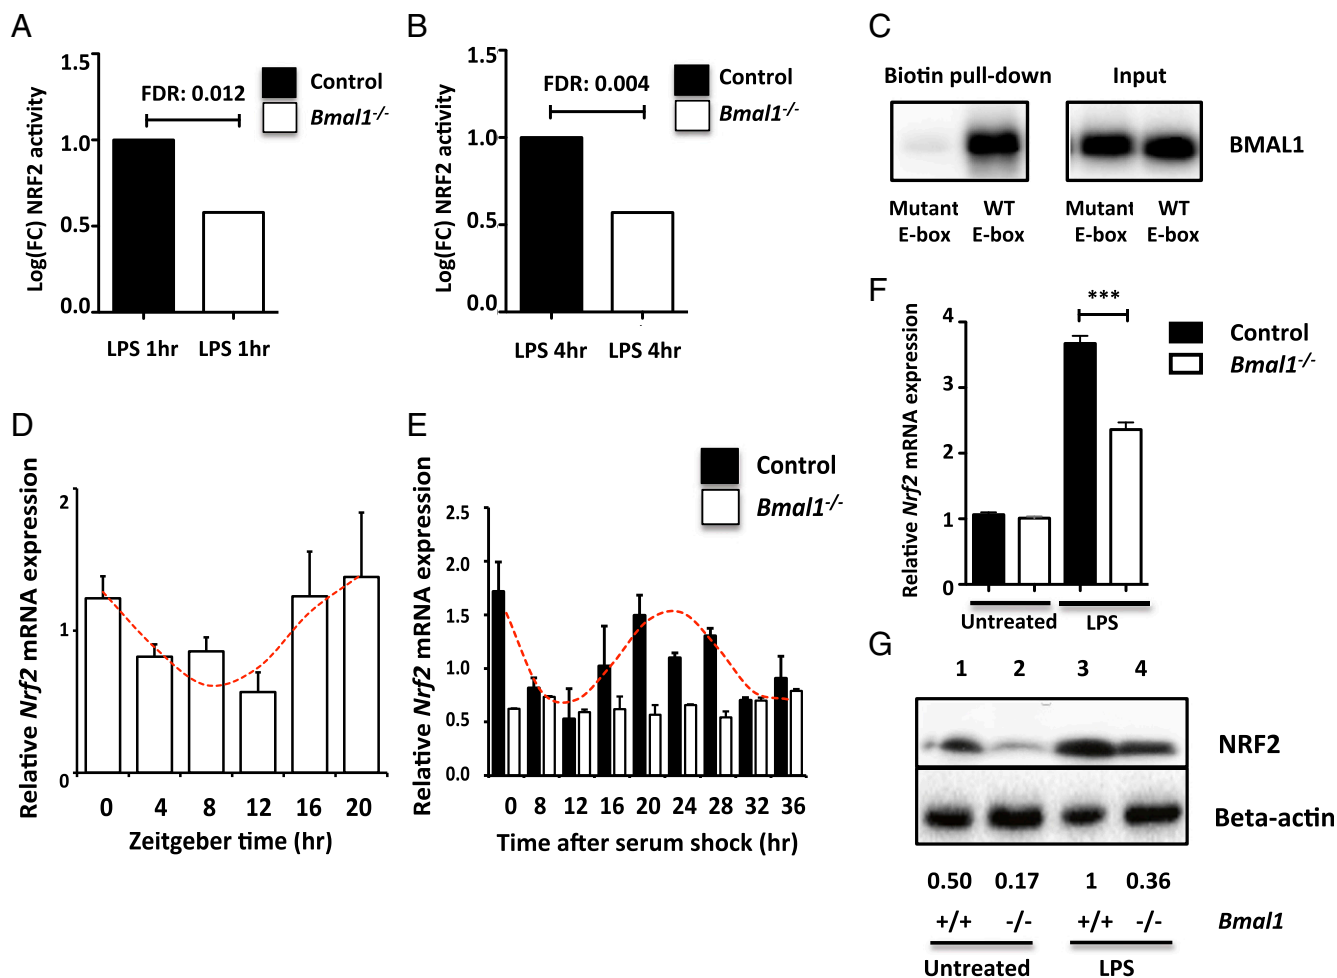 A
1.5
1.0
0.5
0.0
Log(FC) NRF2 activity
FDR: 0.012
Control
Bmal1-/-
LPS 1hr LPS 1hr
B
1.5
1.0
0.5
0.0
Log(FC) NRF2 activity
FDR: 0.004
Control
Bmal1-/-
LPS 4hr LPS 4hr
C
Biotin pull-down Input
BMAL1
Mutant WT Mutant WT
E-box E-box E-box E-box
D
Relative Nrf2 mRNA expression
2
1
0
0 4 8 12 16 20
Zeitgeber time (hr)
E
Control
Bmal1-/-
Relative Nrf2 mRNA expression
2.5
2.0
1.5
1.0
0.5
0.0
0 8 12 16 20 24 28 32 36
Time after serum shock (hr)
F
Relative Nrf2 mRNA expression
4
3
2
1
0
***
Control
Bmal1-/-
Untreated LPS
G
1 2 3 4
NRF2
Beta-actin
0.50 0.17 1 0.36
+/+ -/- +/+ -/- Bmal1
Untreated LPS